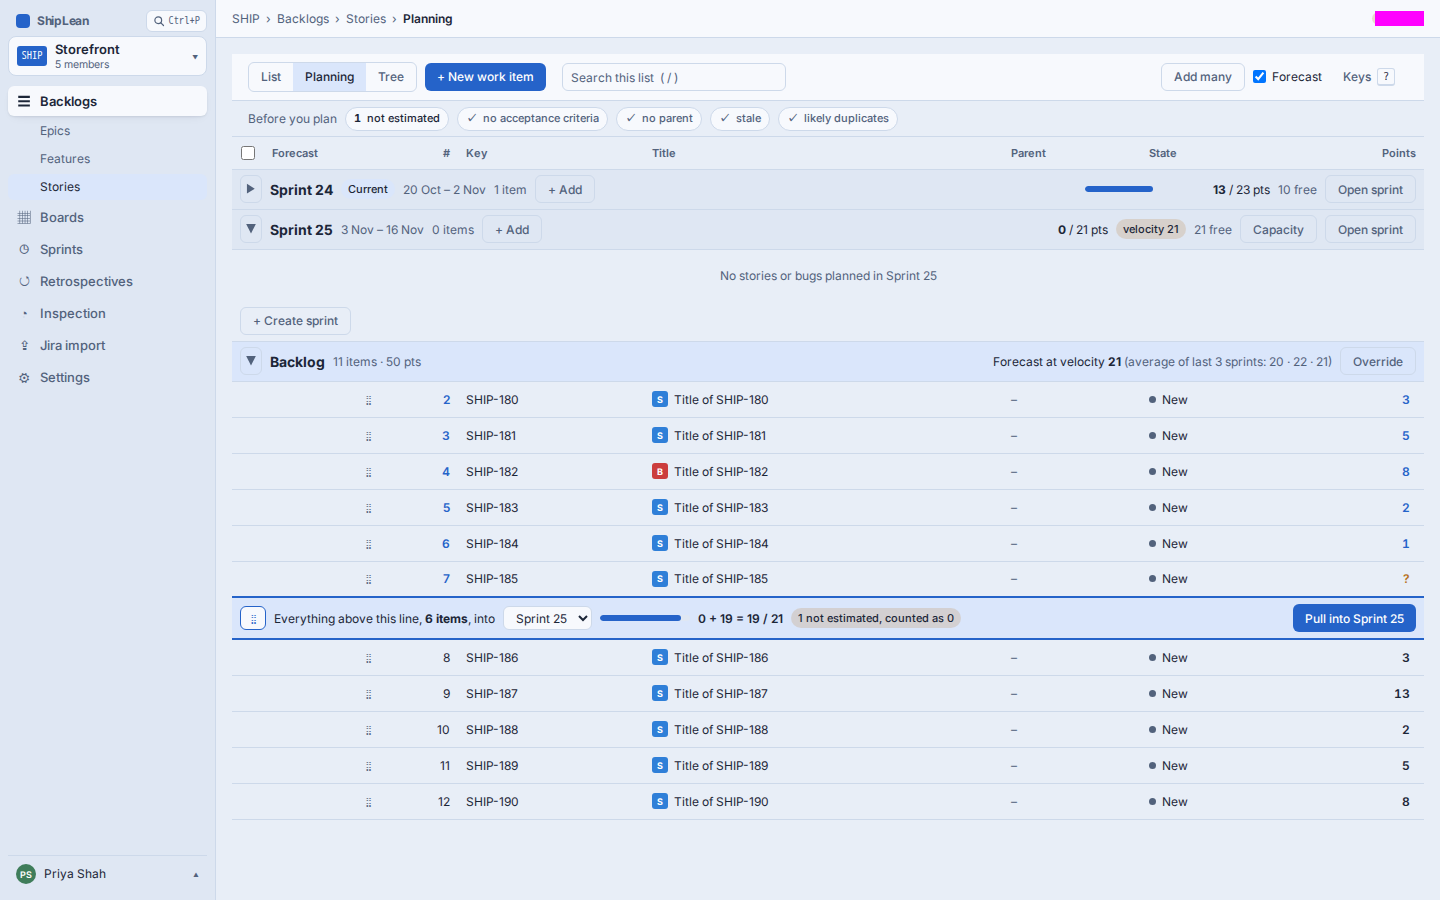 ShipLean Ctrl+P
SHIP Storefront
5 members
Backlogs
Epics
Features
Stories
Boards
Sprints
Retrospectives
Inspection
Jira import
Settings
PS Priya Shah
SHIP › Backlogs › Stories › Planning
List Planning Tree + New work item Search this list ( / ) Add many Forecast Keys ?
Before you plan 1 not estimated ✓ no acceptance criteria ✓ no parent ✓ stale ✓ likely duplicates
Forecast # Key Title Parent State Points
Sprint 24 Current 20 Oct – 2 Nov 1 item + Add 13 / 23 pts 10 free Open sprint
Sprint 25 3 Nov – 16 Nov 0 items + Add 0 / 21 pts velocity 21 21 free Capacity Open sprint
No stories or bugs planned in Sprint 25
+ Create sprint
Backlog 11 items · 50 pts Forecast at velocity 21 (average of last 3 sprints: 20 · 22 · 21) Override
2 SHIP-180 S Title of SHIP-180 – New 3
3 SHIP-181 S Title of SHIP-181 – New 5
4 SHIP-182 B Title of SHIP-182 – New 8
5 SHIP-183 S Title of SHIP-183 – New 2
6 SHIP-184 S Title of SHIP-184 – New 1
7 SHIP-185 S Title of SHIP-185 – New ?
Everything above this line, 6 items, into Sprint 25 0 + 19 = 19 / 21 1 not estimated, counted as 0 Pull into Sprint 25
8 SHIP-186 S Title of SHIP-186 – New 3
9 SHIP-187 S Title of SHIP-187 – New 13
10 SHIP-188 S Title of SHIP-188 – New 2
11 SHIP-189 S Title of SHIP-189 – New 5
12 SHIP-190 S Title of SHIP-190 – New 8